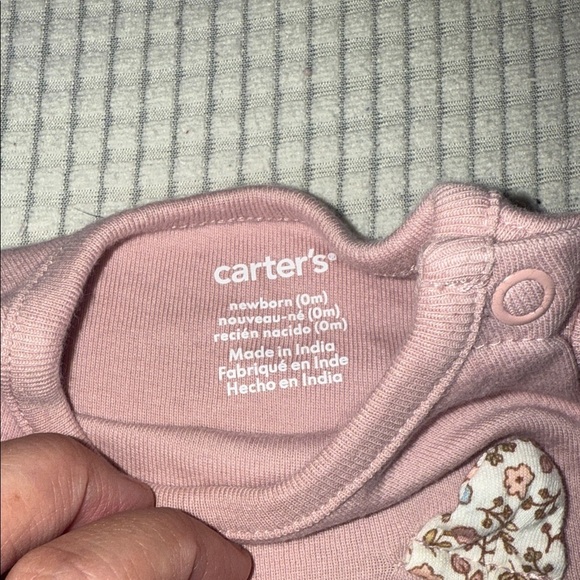 carter's®
newborn (0m)
nouveau-né (0m)
recién nacido (0m)
Made in India
Fabriqué en Inde
Hecho en India